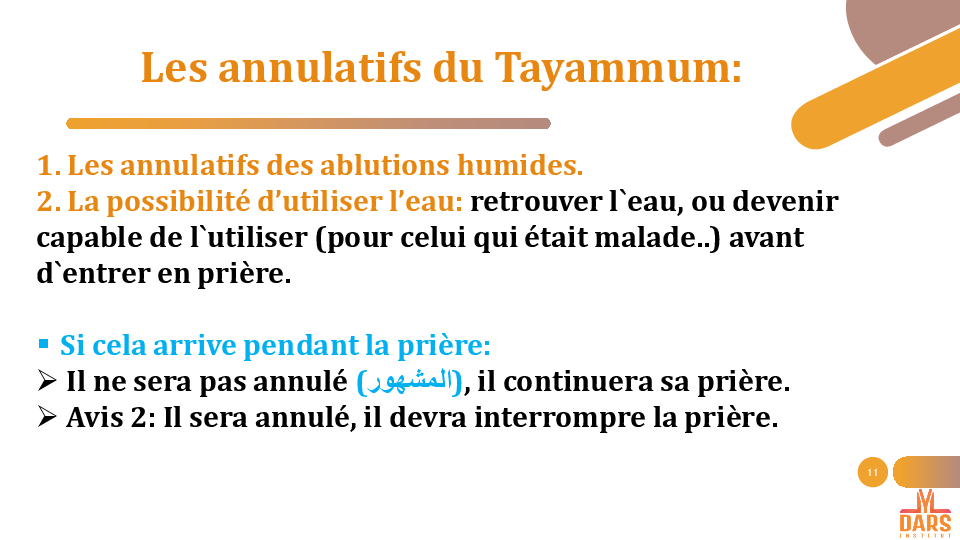 Les annulatifs du Tayammum:
1. Les annulatifs des ablutions humides.
2. La possibilité d’utiliser l’eau: retrouver l`eau, ou devenir
capable de l`utiliser (pour celui qui était malade..) avant
d`entrer en prière.
▪ Si cela arrive pendant la prière:
➢ Il ne sera pas annulé (المشهور), il continuera sa prière.
➢ Avis 2: Il sera annulé, il devra interrompre la prière.
11
DARS
INSTITUT